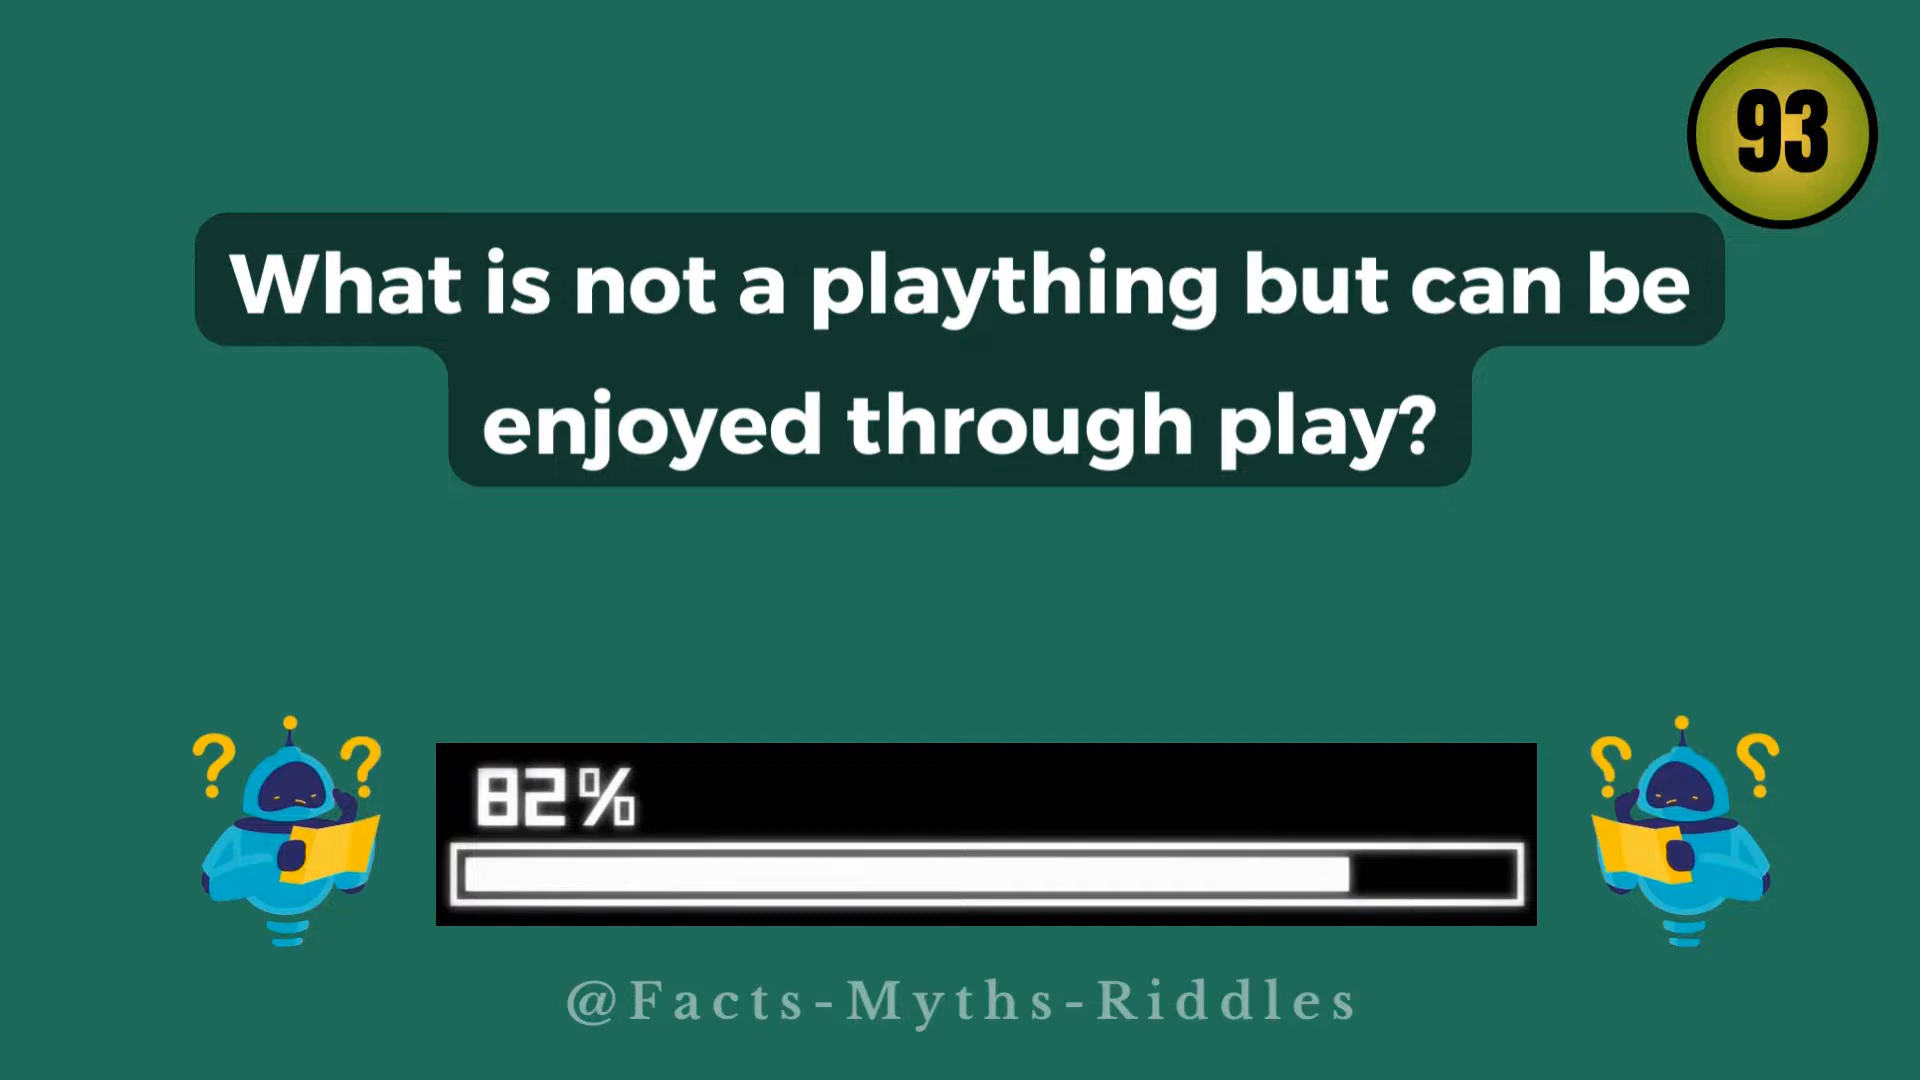 93
What is not a plaything but can be
enjoyed through play?
? ?
? ?
82%
@Facts-Myths-Riddles